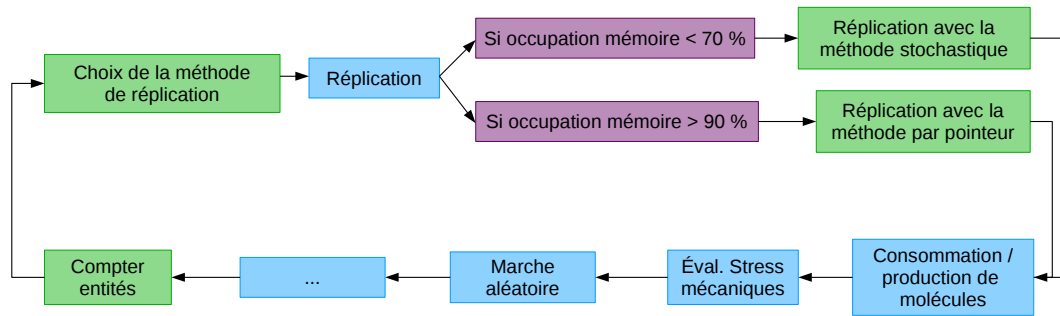 Choix de la méthode
de réplication
Réplication
Si occupation mémoire < 70 %
Réplication avec la
méthode stochastique
Si occupation mémoire > 90 %
Réplication avec la
méthode par pointeur
Consommation /
production de
molécules
Éval. Stress
mécaniques
Marche
aléatoire
...
Compter
entités